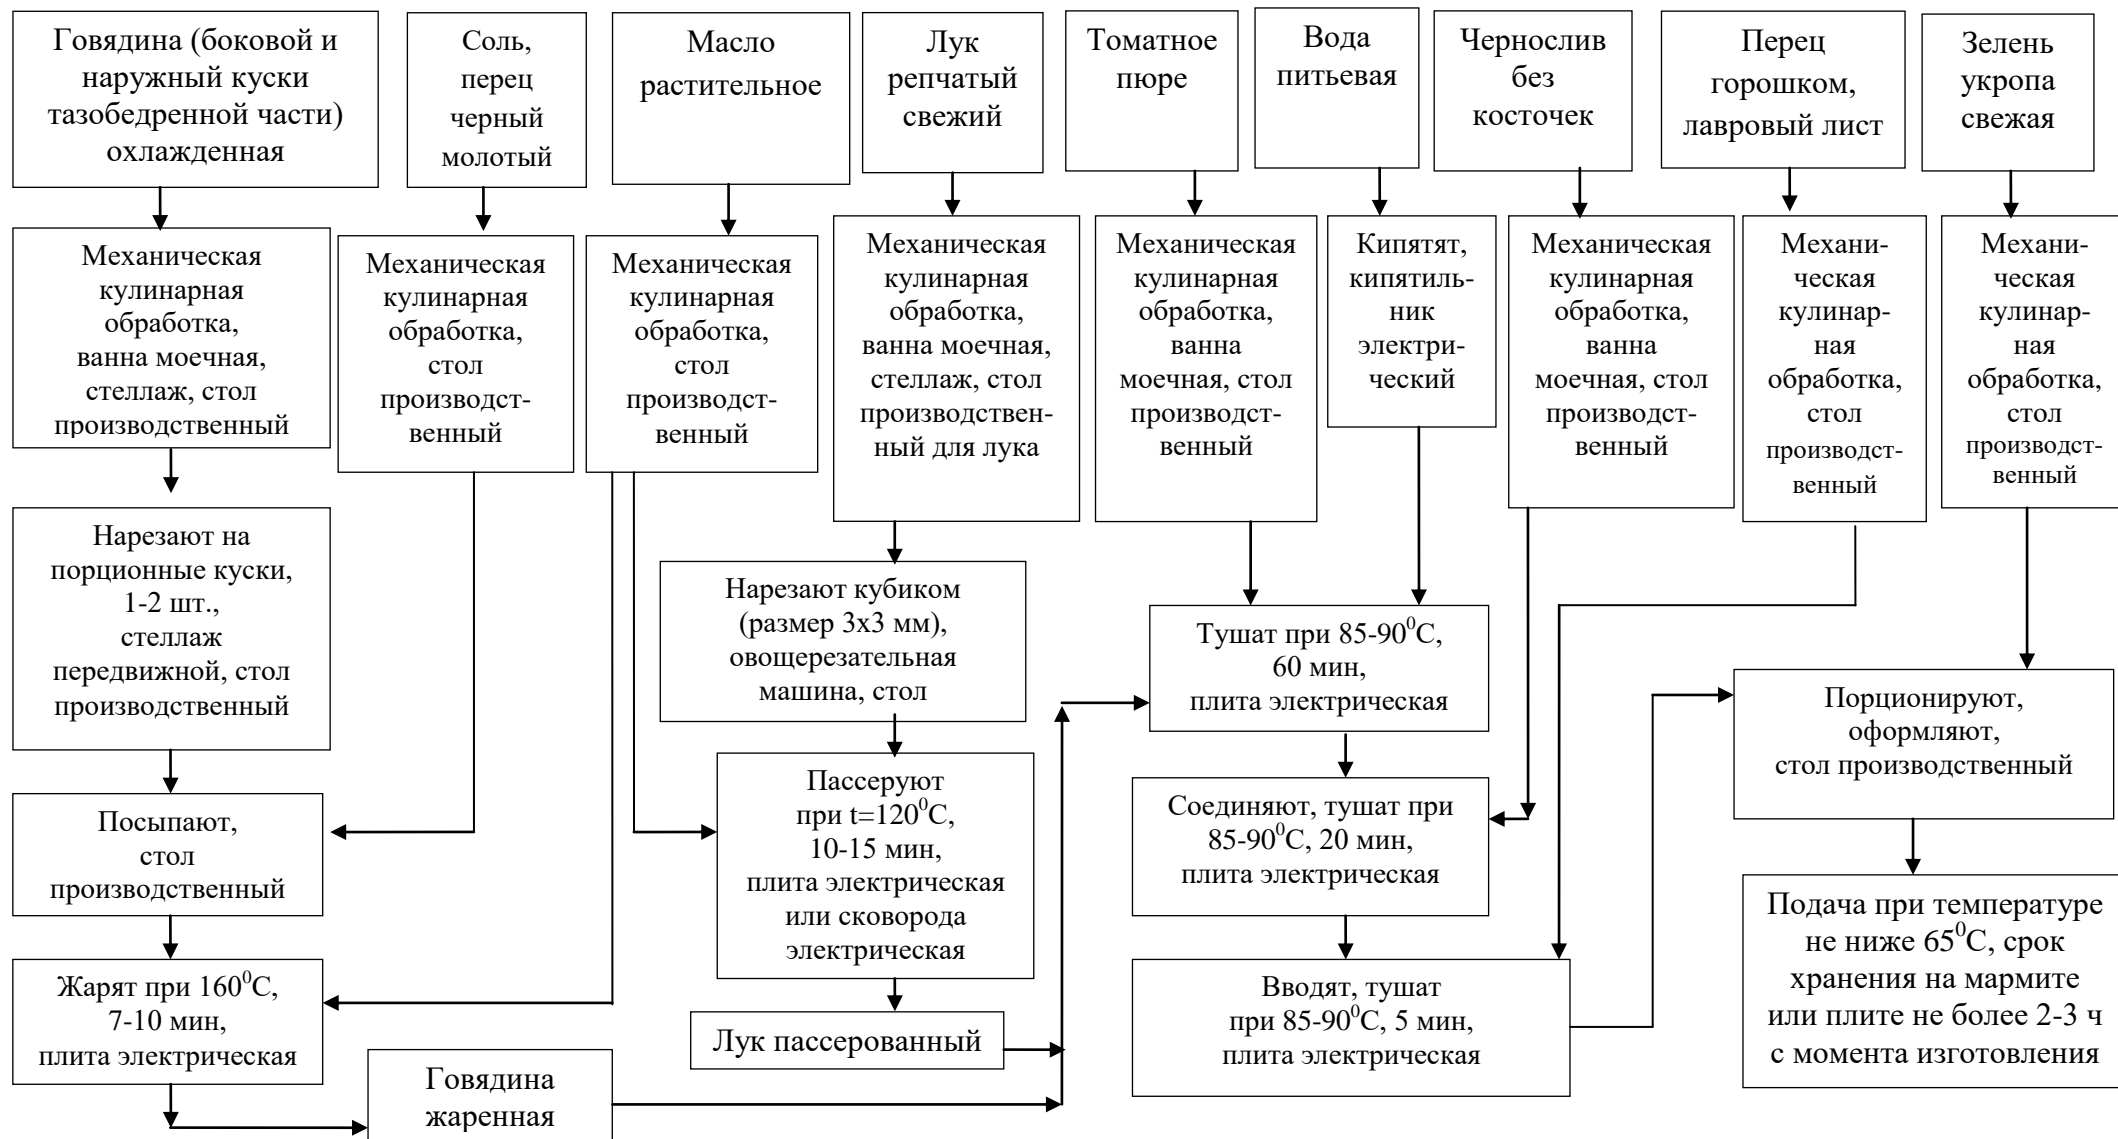 Говядина (боковой и
наружный куски
тазобедренной части)
охлажденная
Соль,
перец
черный
молотый
Масло
растительное
Лук
репчатый
свежий
Томатное
пюре
Вода
питьевая
Чернослив
без
косточек
Перец
горошком,
лавровый лист
Зелень
укропа
свежая
Механическая
кулинарная
обработка,
ванна моечная,
стеллаж, стол
производственный
Механическая
кулинарная
обработка,
стол
производст-
венный
Механическая
кулинарная
обработка,
стол
производст-
венный
Механическая
кулинарная
обработка,
ванна моечная,
стеллаж, стол
производствен-
ный для лука
Механическая
кулинарная
обработка,
ванна
моечная, стол
производст-
венный
Кипятят,
кипятиль-
ник
электри-
ческий
Механическая
кулинарная
обработка,
ванна
моечная, стол
производст-
венный
Механи-
ческая
кулинар-
ная
обработка,
стол
производст-
венный
Механи-
ческая
кулинар-
ная
обработка,
стол
производст-
венный
Нарезают на
порционные куски,
1-2 шт.,
стеллаж
передвижной, стол
производственный
Нарезают кубиком
(размер 3х3 мм),
овощерезательная
машина, стол
Тушат при 85-90⁰С,
60 мин,
плита электрическая
Порционируют,
оформляют,
стол производственный
Посыпают,
стол
производственный
Пассеруют
при t=120⁰С,
10-15 мин,
плита электрическая
или сковорода
электрическая
Соединяют, тушат при
85-90⁰С, 20 мин,
плита электрическая
Подача при температуре
не ниже 65⁰С, срок
хранения на мармите
или плите не более 2-3 ч
с момента изготовления
Жарят при 160⁰С,
7-10 мин,
плита электрическая
Лук пассерованный
Вводят, тушат
при 85-90⁰С, 5 мин,
плита электрическая
Говядина
жаренная